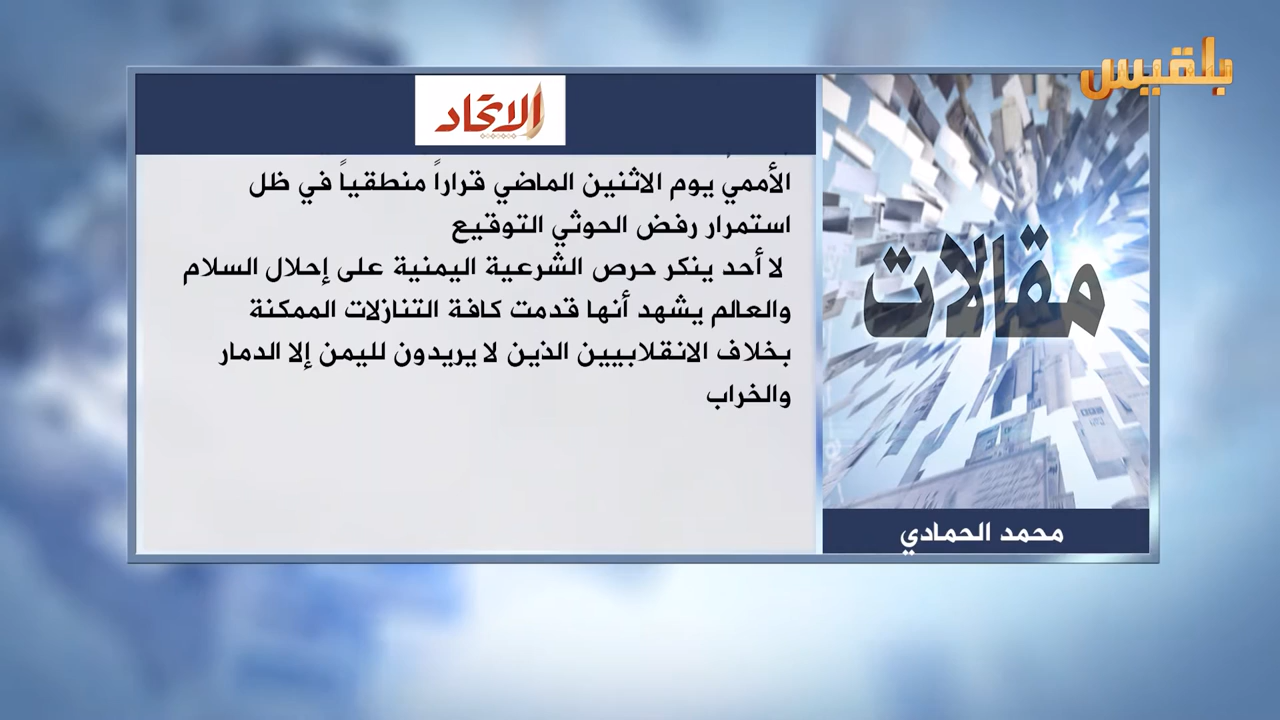 بلقيس
الاتحاد
الأممي يوم الاثنين الماضي قراراً منطقياً في ظل
استمرار رفض الحوثي التوقيع
لا أحد ينكر حرص الشرعية اليمنية على إحلال السلام
والعالم يشهد أنها قدمت كافة التنازلات الممكنة
بخلاف الانقلابيين الذين لا يريدون لليمن إلا الدمار
والخراب
مقالات
محمد الحمادي